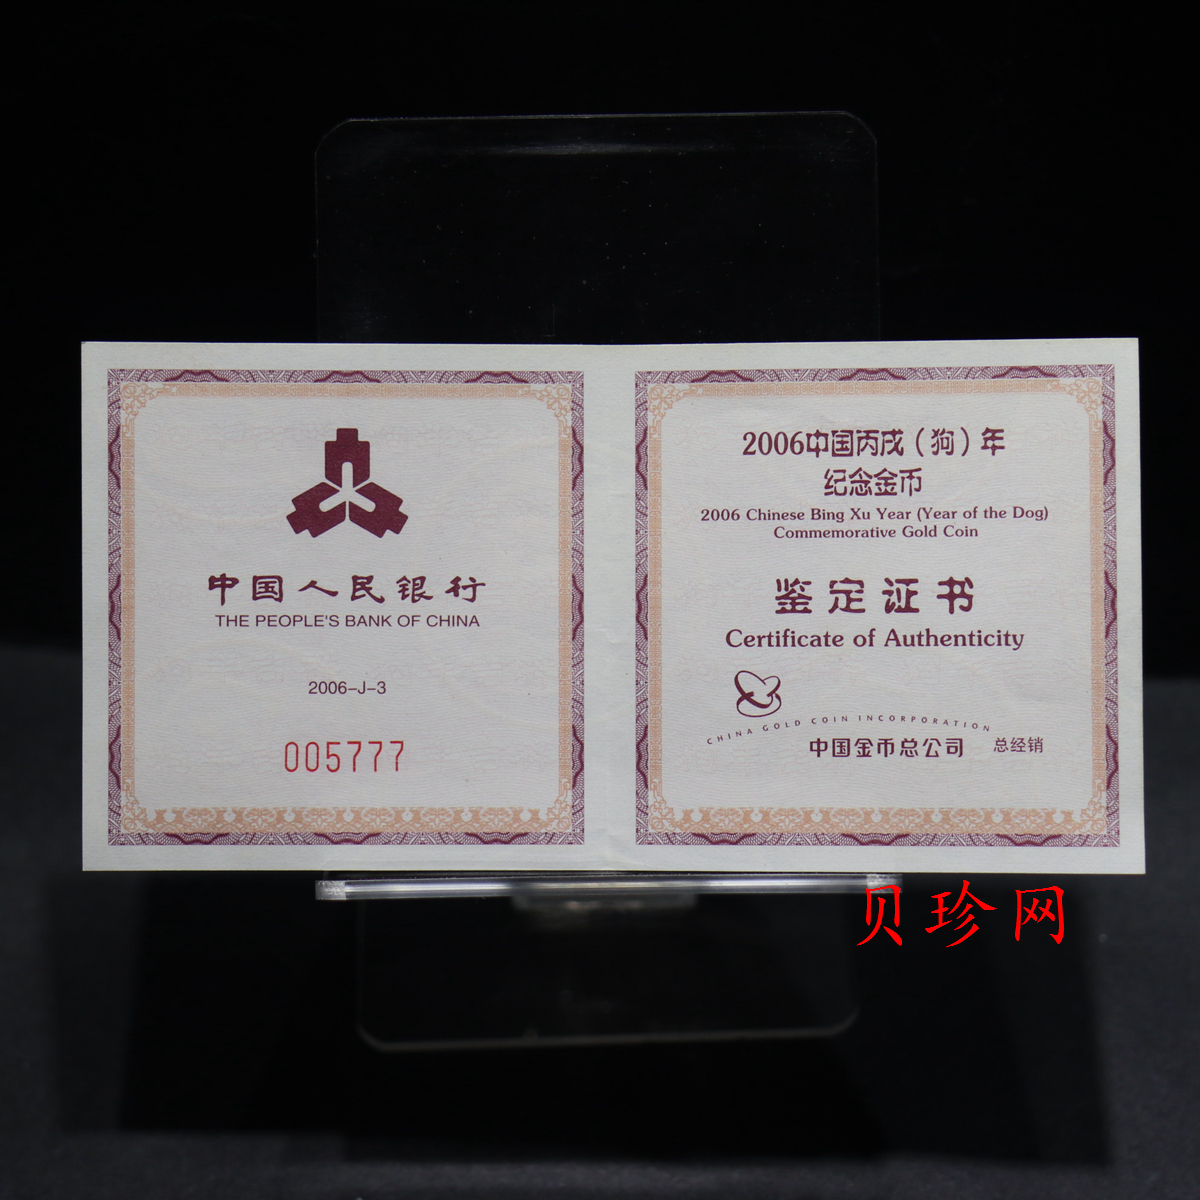 中国人民银行
THE PEOPLE'S BANK OF CHINA
2006-J-3
005777
2006中国丙戌(狗)年
纪念金币
2006 Chinese Bing Xu Year (Year of the Dog)
Commemorative Gold Coin
鉴定证书
Certificate of Authenticity
CHINA GOLD COIN INCORPORATION
中国金币总公司 总经销
贝珍网